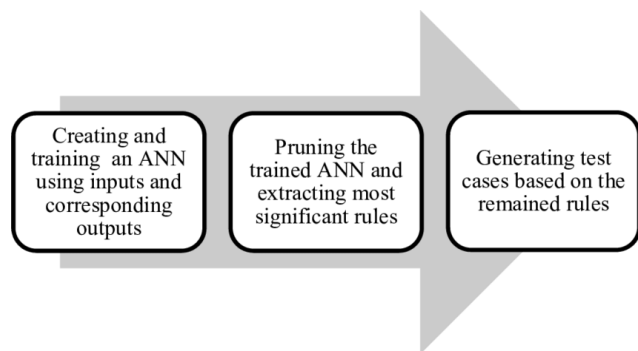 Creating and
training an ANN
using inputs and
corresponding
outputs
Pruning the
trained ANN and
extracting most
significant rules
Generating test
cases based on the
remained rules